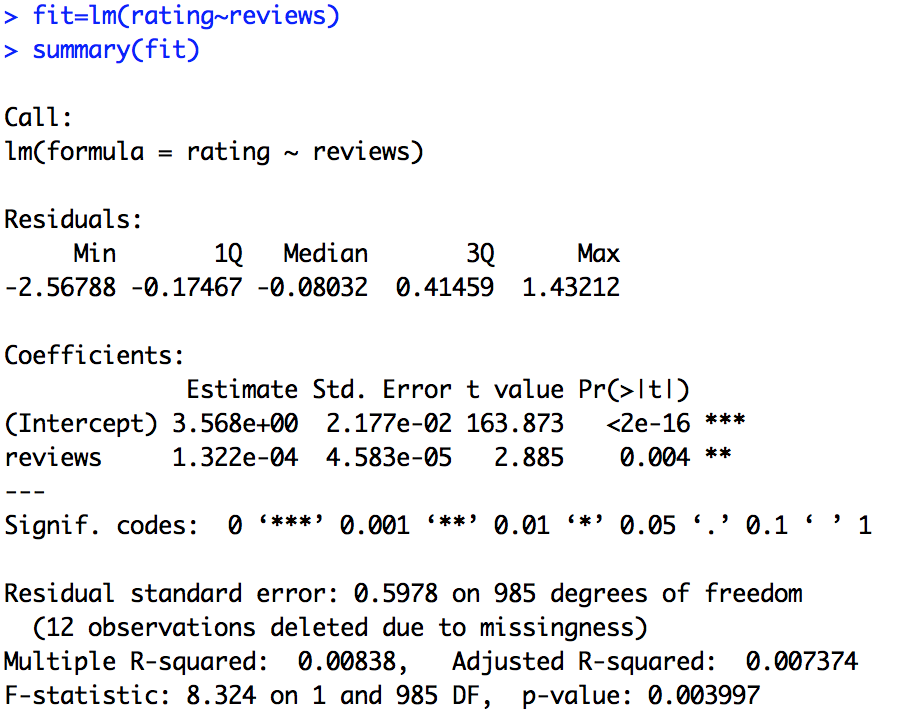 > fit=lm(rating~reviews)
> summary(fit)
Call:
lm(formula = rating ~ reviews)
Residuals:
Min 1Q Median 3Q Max
-2.56788 -0.17467 -0.08032 0.41459 1.43212
Coefficients:
Estimate Std. Error t value Pr(>|t|)
(Intercept) 3.568e+00 2.177e-02 163.873 <2e-16 ***
reviews 1.322e-04 4.583e-05 2.885 0.004 **
---
Signif. codes: 0 ‘***’ 0.001 ‘**’ 0.01 ‘*’ 0.05 ‘.’ 0.1 ‘ ’ 1
Residual standard error: 0.5978 on 985 degrees of freedom
(12 observations deleted due to missingness)
Multiple R-squared: 0.00838, Adjusted R-squared: 0.007374
F-statistic: 8.324 on 1 and 985 DF, p-value: 0.003997